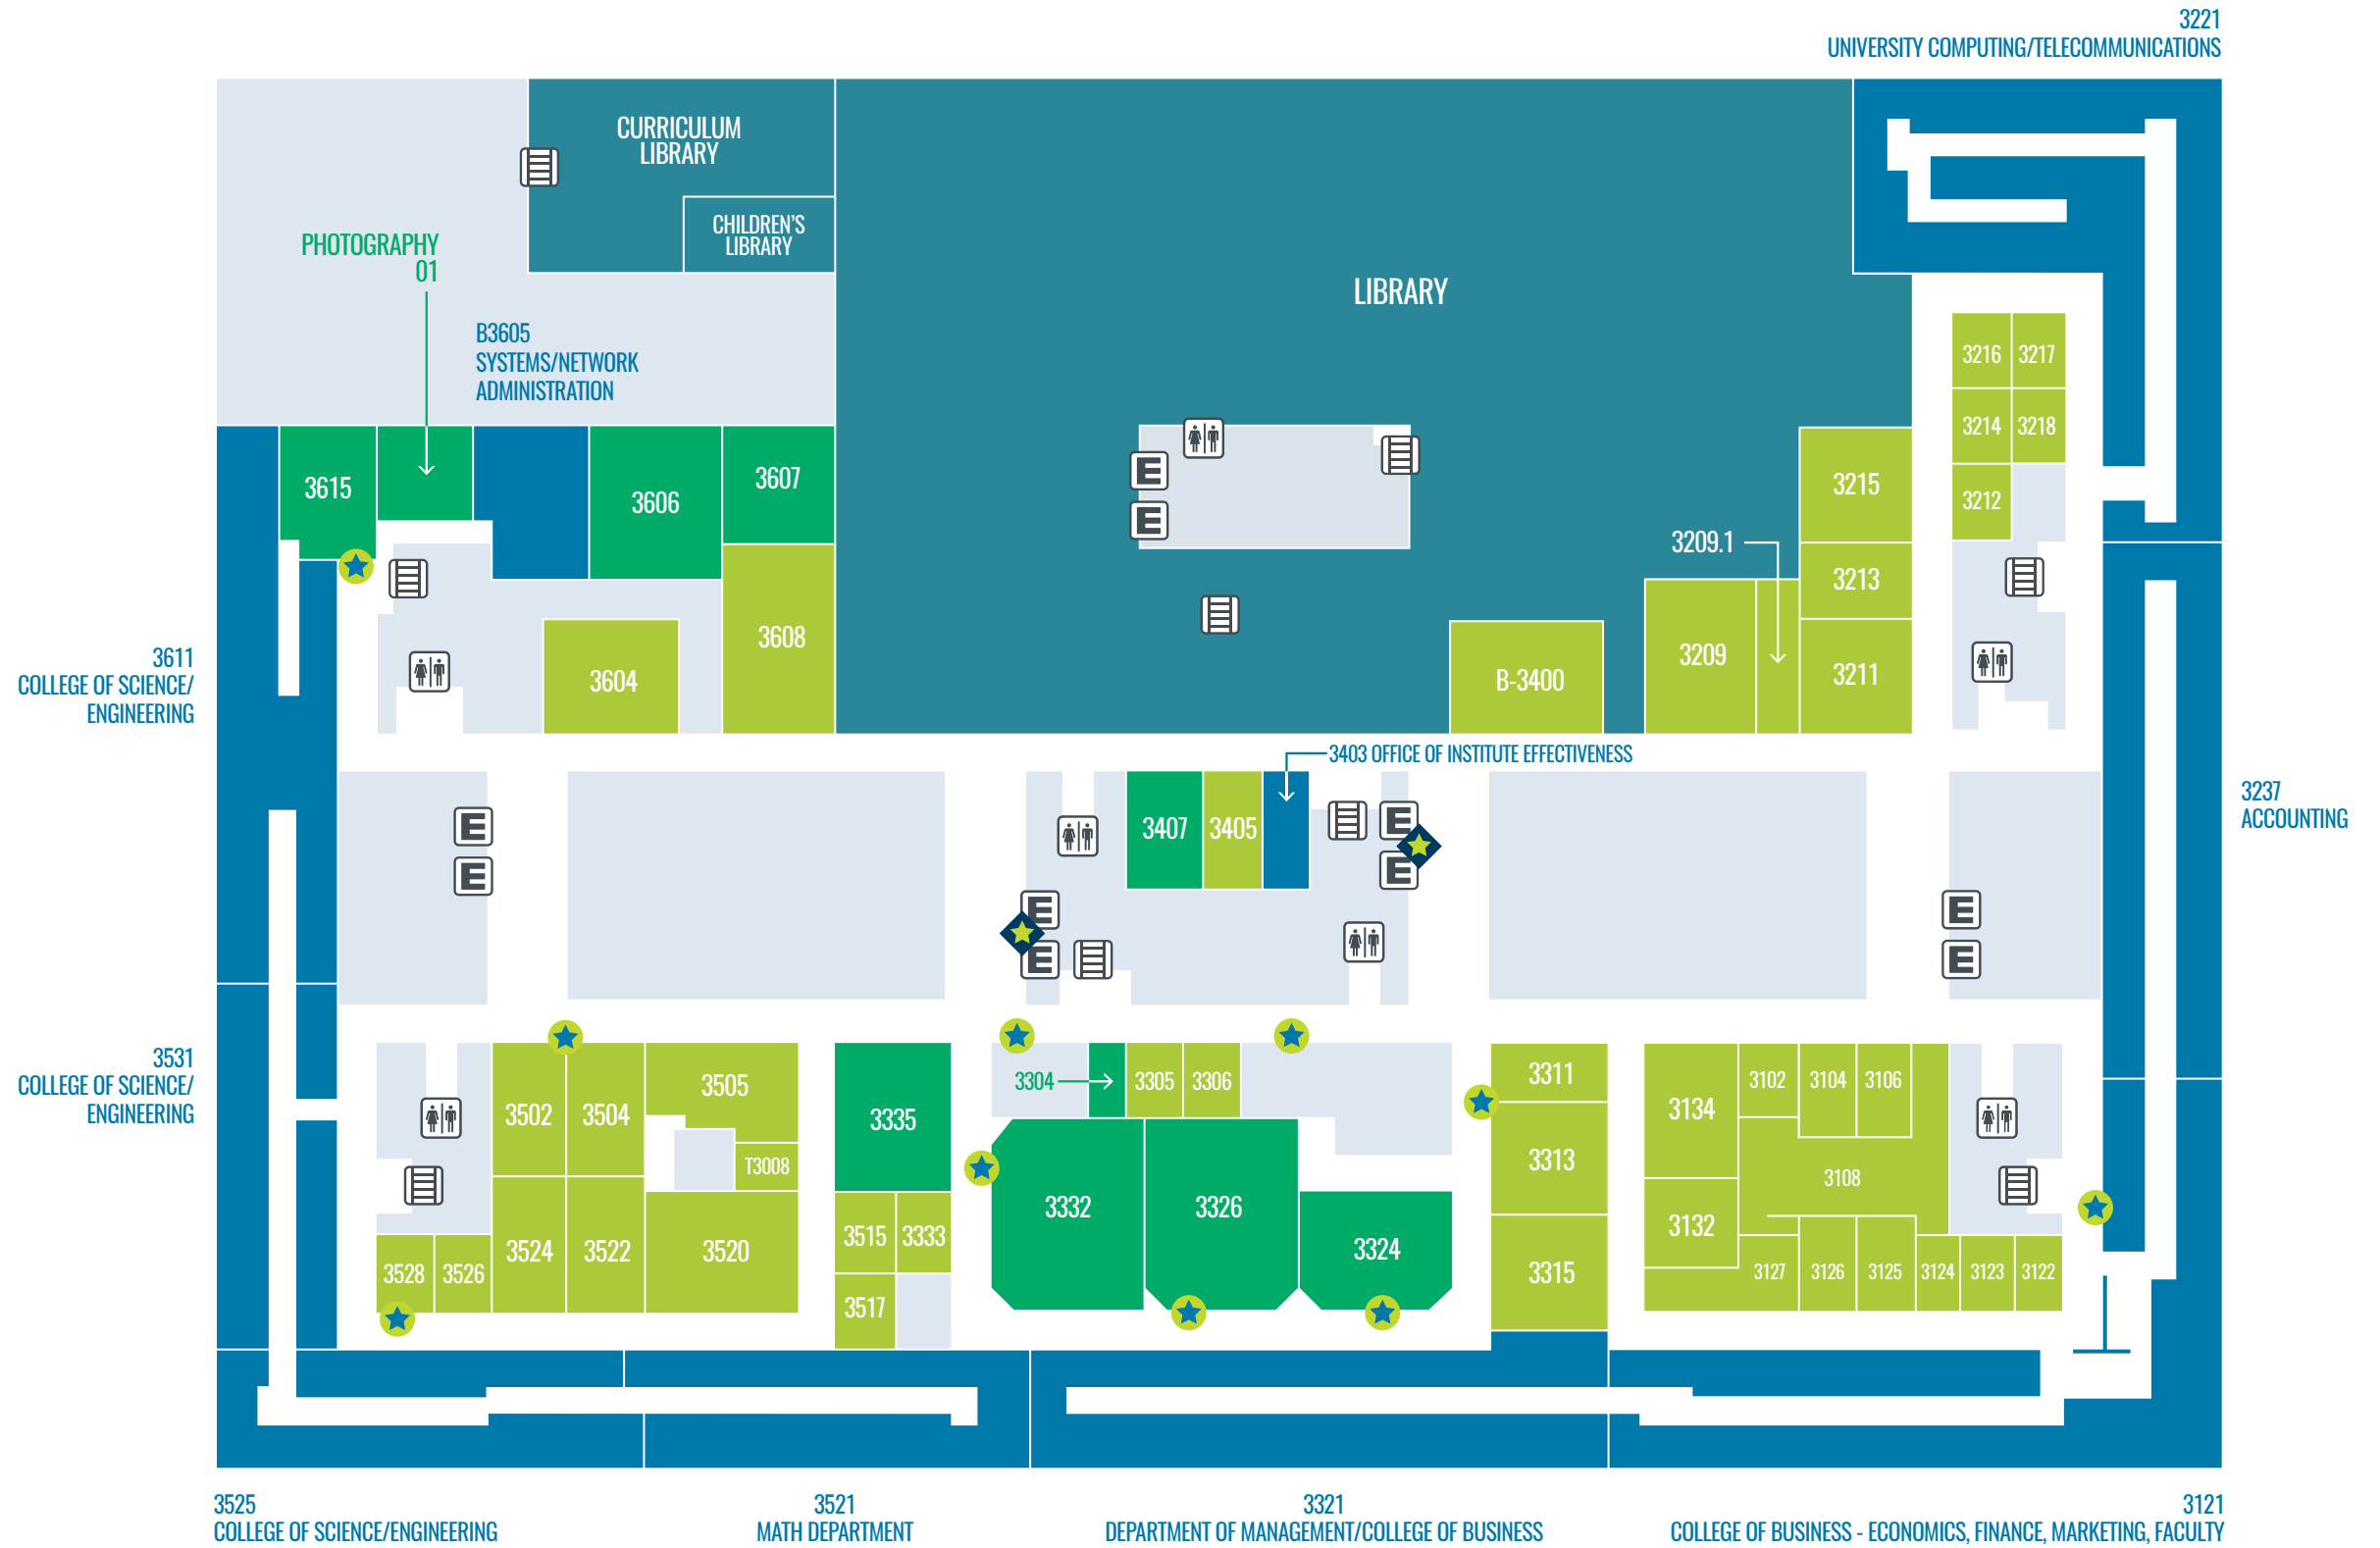 3221
UNIVERSITY COMPUTING/TELECOMMUNICATIONS
CURRICULUM
LIBRARY
CHILDREN'S
LIBRARY
PHOTOGRAPHY
01
LIBRARY
B3605
SYSTEMS/NETWORK
ADMINISTRATION
3216
3217
3214
3218
3212
3615
3606
3607
E
E
3215
3209.1
3213
3608
3604
3209
3211
B-3400
3611
COLLEGE OF SCIENCE/
ENGINEERING
3403 OFFICE OF INSTITUTE EFFECTIVENESS
3237
ACCOUNTING
E
E
3407
3405
E
E
E
E
E
E
3531
COLLEGE OF SCIENCE/
ENGINEERING
3502
3504
3505
T3008
3524
3522
3520
3528
3526
3335
3515
3333
3517
3304
3305
3306
3332
3326
3324
3311
3313
3315
3134
3102
3104
3106
3108
3132
3127
3126
3125
3124
3123
3122
3525
COLLEGE OF SCIENCE/ENGINEERING
3521
MATH DEPARTMENT
3321
DEPARTMENT OF MANAGEMENT/COLLEGE OF BUSINESS
3121
COLLEGE OF BUSINESS - ECONOMICS, FINANCE, MARKETING, FACULTY